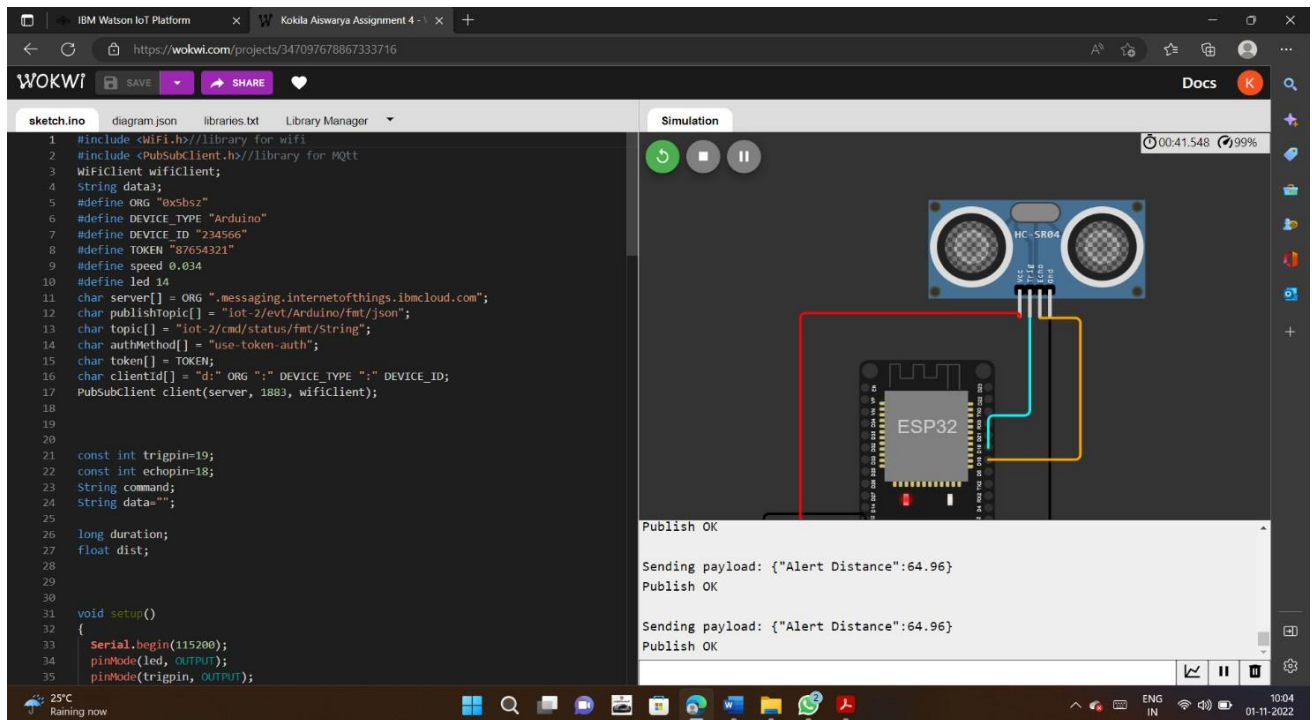 IBM Watson IoT Platform
Kokila Aiswarya Assignment 4 -
https://wokwi.com/projects/347097678867333716
WOKWi
SAVE
SHARE
Docs
K
sketch.ino diagram.json libraries.txt Library Manager
1 #include <WiFi.h>//library for wifi
2 #include <PubSubClient.h>//library for MQtt
3 WiFiClient wifiClient;
4 String data3;
5 #define ORG "0x5bsz"
6 #define DEVICE_TYPE "Arduino"
7 #define DEVICE_ID "234566"
8 #define TOKEN "87654321"
9 #define speed 0.034
10 #define led 14
11 char server[] = ORG ".messaging.internetofthings.ibmcloud.com";
12 char publishTopic[] = "iot-2/evt/Arduino/fmt/json";
13 char topic[] = "iot-2/cmd/status/fmt/String";
14 char authMethod[] = "use-token-auth";
15 char token[] = TOKEN;
16 char clientId[] = "d:" ORG ":" DEVICE_TYPE ":" DEVICE_ID;
17 PubSubClient client(server, 1883, wifiClient);
18
19
20
21 const int trigpin=19;
22 const int echopin=18;
23 String command;
24 String data="";
25
26 long duration;
27 float dist;
28
29
30
31 void setup()
32 {
33 Serial.begin(115200);
34 pinMode(led, OUTPUT);
35 pinMode(trigpin, OUTPUT);
Simulation
00:41.548 99%
HC-SR04
Vcc
Trig
Echo
Gnd
ESP32
Publish OK
Sending payload: {"Alert Distance":64.96}
Publish OK
Sending payload: {"Alert Distance":64.96}
Publish OK
25°C
Raining now
2
ENG
IN
10:04
01-11-2022